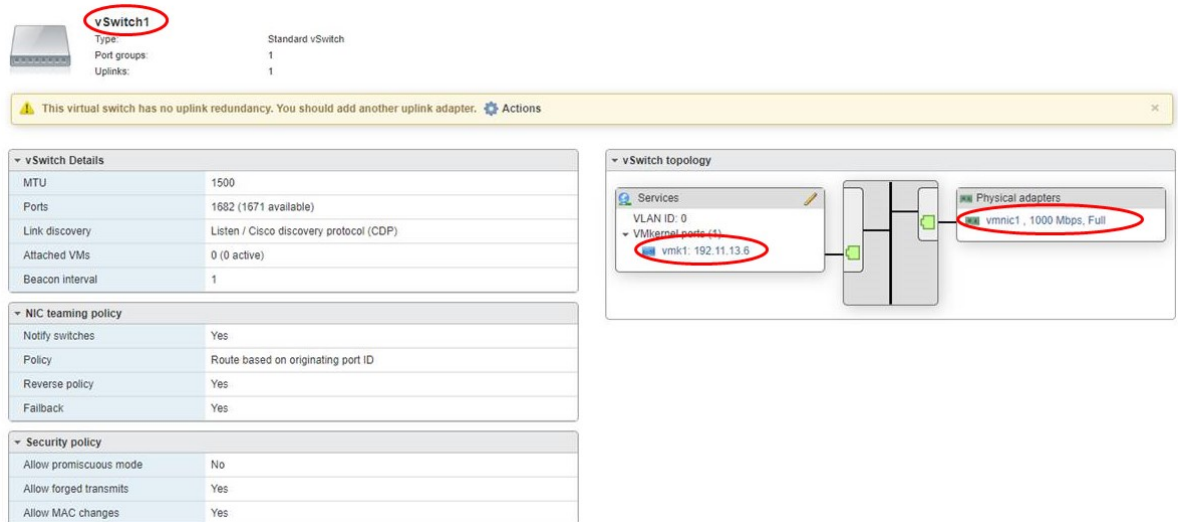 vSwitch1
Type: Standard vSwitch
Port groups: 1
Uplinks: 1
This virtual switch has no uplink redundancy. You should add another uplink adapter. Actions
vSwitch Details
MTU 1500
Ports 1682 (1671 available)
Link discovery Listen / Cisco discovery protocol (CDP)
Attached VMs 0 (0 active)
Beacon interval 1
NIC teaming policy
Notify switches Yes
Policy Route based on originating port ID
Reverse policy Yes
Failback Yes
Security policy
Allow promiscuous mode No
Allow forged transmits Yes
Allow MAC changes Yes
vSwitch topology
Services
VLAN ID: 0
VMkernel ports (1)
vmk1: 192.11.13.6
Physical adapters
vmnic1 , 1000 Mbps, Full